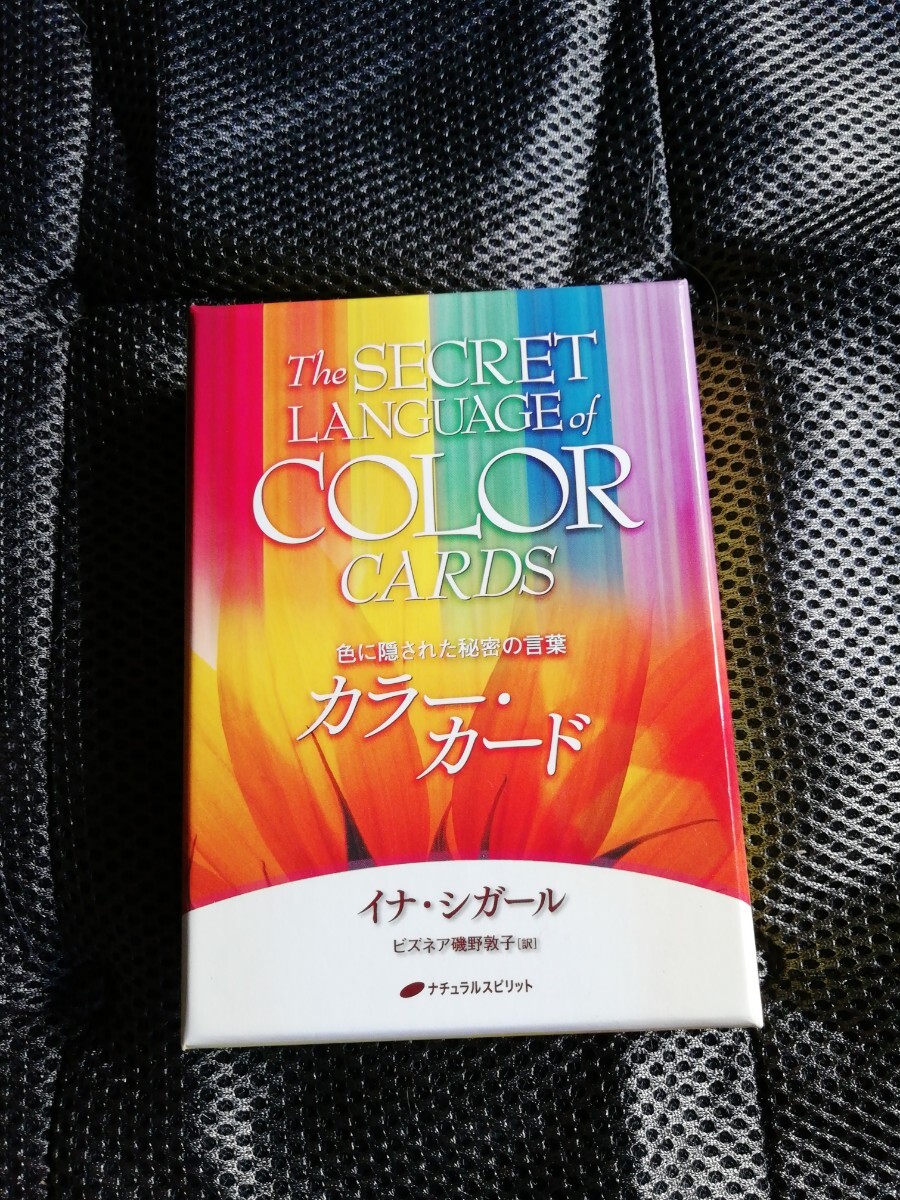 The SECRET
LANGUAGE of
COLOR
CARDS
色に隠された秘密の言葉
カラー・
カード
イナ・シガール
ビズネア磯野敦子［訳］
ナチュラルスピリット